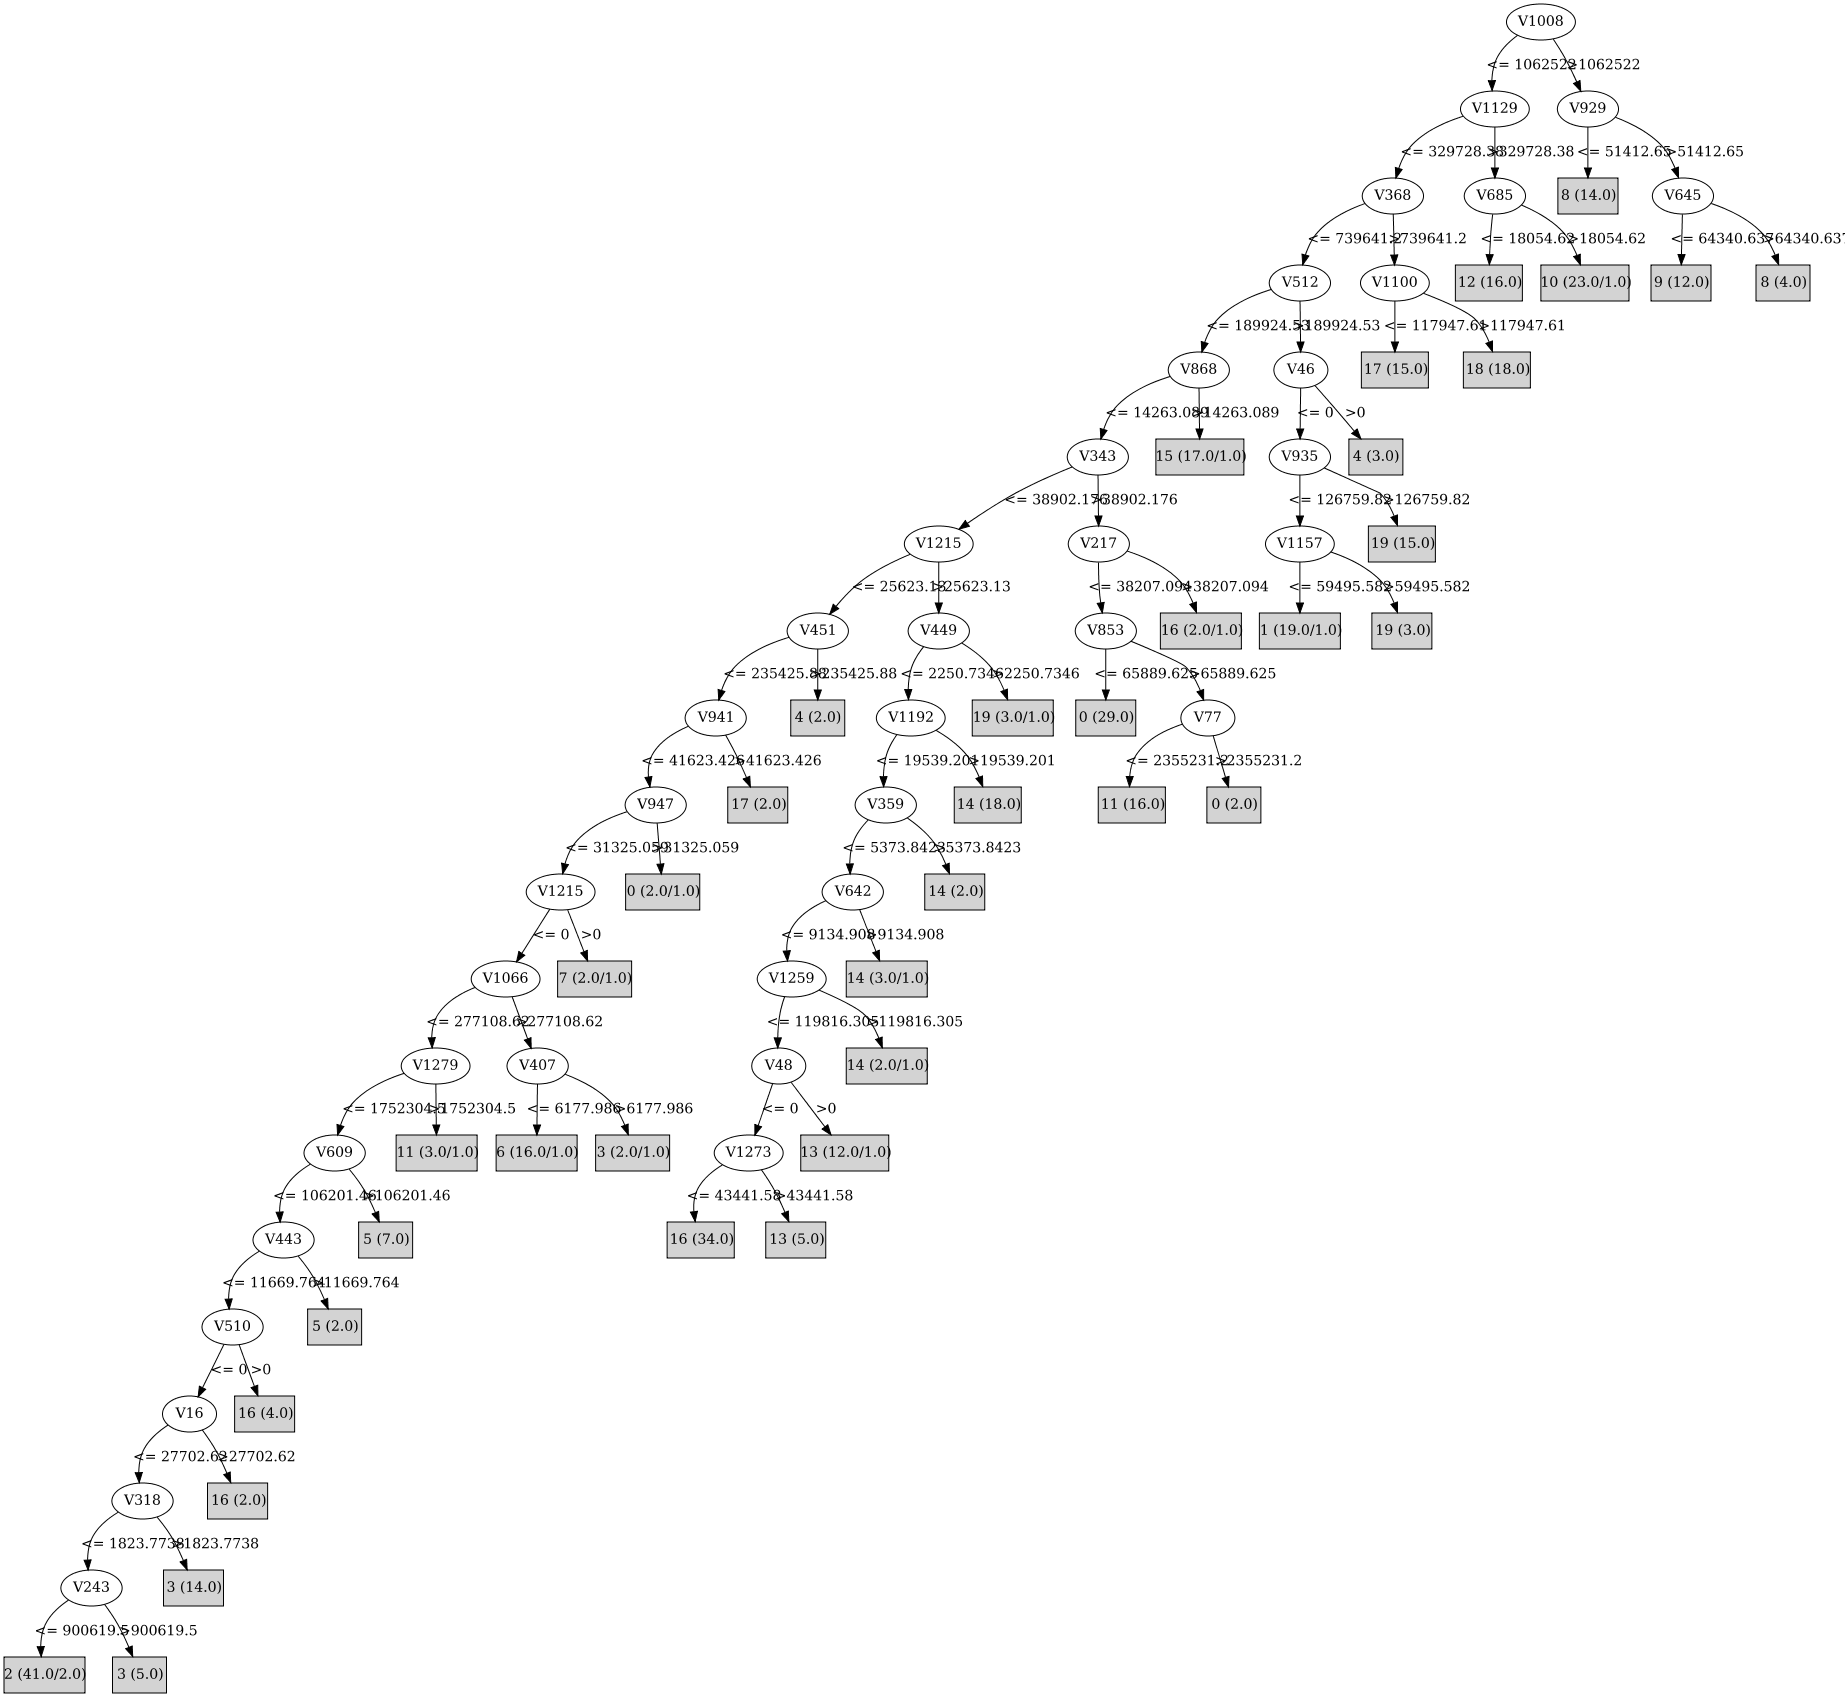 V1008
<= 1062522 >1062522
V1129 V929
<= 329728.38 >329728.38 <= 51412.65 >51412.65
V368 V685 8 (14.0) V645
<= 739641.2 >739641.2 <= 18054.62 >18054.62 <= 64340.637 >64340.637
V512 V1100 12 (16.0) 10 (23.0/1.0) 9 (12.0) 8 (4.0)
<= 189924.53 >189924.53 <= 117947.61 >117947.61
V868 V46 17 (15.0) 18 (18.0)
<= 14263.089 >14263.089 <= 0 >0
V343 15 (17.0/1.0) V935 4 (3.0)
<= 38902.176 >38902.176 <= 126759.82 >126759.82
V1215 V217 V1157 19 (15.0)
<= 25623.13 >25623.13 <= 38207.094 >38207.094 <= 59495.582 >59495.582
V451 V449 V853 16 (2.0/1.0) 1 (19.0/1.0) 19 (3.0)
<= 235425.88 >235425.88 <= 2250.7346 >2250.7346 <= 65889.625 >65889.625
V941 4 (2.0) V1192 19 (3.0/1.0) 0 (29.0) V77
<= 41623.426 >41623.426 <= 19539.201 >19539.201 <= 2355231.2 >2355231.2
V947 17 (2.0) V359 14 (18.0) 11 (16.0) 0 (2.0)
<= 31325.059 >31325.059 <= 5373.8423 >5373.8423
V1215 0 (2.0/1.0) V642 14 (2.0)
<= 0 >0 <= 9134.908 >9134.908
V1066 7 (2.0/1.0) V1259 14 (3.0/1.0)
<= 277108.62 >277108.62 <= 119816.305 >119816.305
V1279 V407 V48 14 (2.0/1.0)
<= 1752304.5 >1752304.5 <= 6177.986 >6177.986 <= 0 >0
V609 11 (3.0/1.0) 6 (16.0/1.0) 3 (2.0/1.0) V1273 13 (12.0/1.0)
<= 106201.46 >106201.46 <= 43441.58 >43441.58
V443 5 (7.0) 16 (34.0) 13 (5.0)
<= 11669.764 >11669.764
V510 5 (2.0)
<= 0 >0
V16 16 (4.0)
<= 27702.62 >27702.62
V318 16 (2.0)
<= 1823.7738 >1823.7738
V243 3 (14.0)
<= 900619.5 >900619.5
2 (41.0/2.0) 3 (5.0)